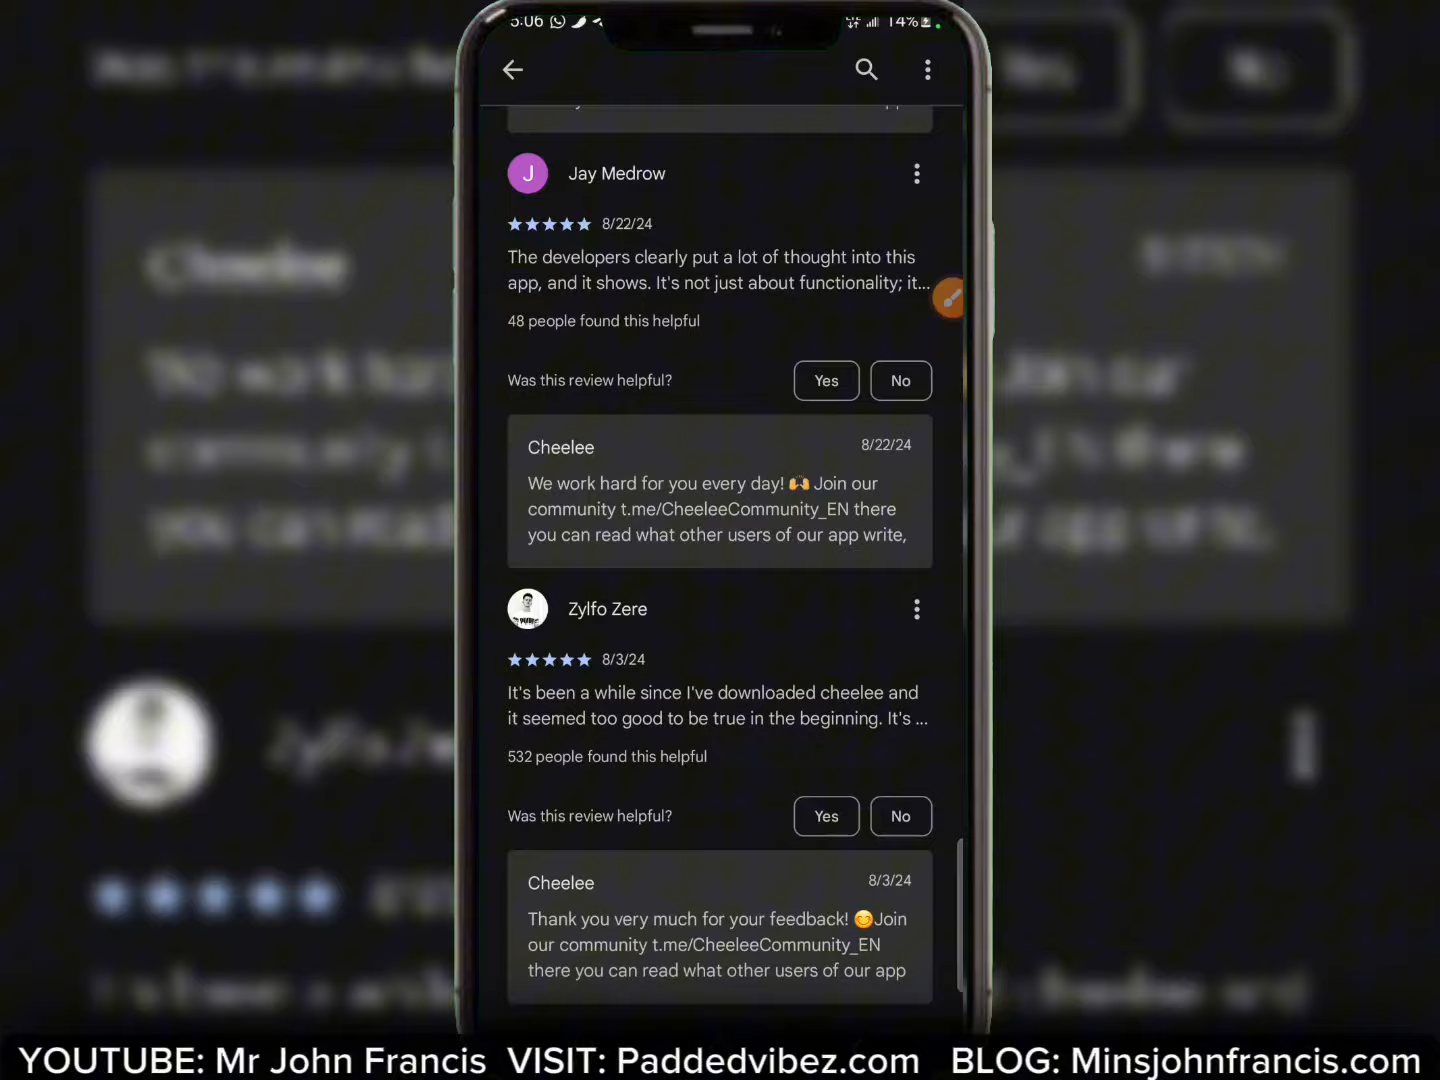 5:06
14%
J
Jay Medrow
8/22/24
The developers clearly put a lot of thought into this
app, and it shows. It's not just about functionality; it...
48 people found this helpful
Was this review helpful?
Yes
No
Cheelee
8/22/24
We work hard for you every day! 🙌 Join our
community t.me/CheeleeCommunity_EN there
you can read what other users of our app write,
Zylfo Zere
8/3/24
It's been a while since I've downloaded cheelee and
it seemed too good to be true in the beginning. It's ...
532 people found this helpful
Was this review helpful?
Yes
No
Cheelee
8/3/24
Thank you very much for your feedback! 😊Join
our community t.me/CheeleeCommunity_EN
there you can read what other users of our app
YOUTUBE: Mr John Francis VISIT: Paddedvibez.com BLOG: Minsjohnfrancis.com